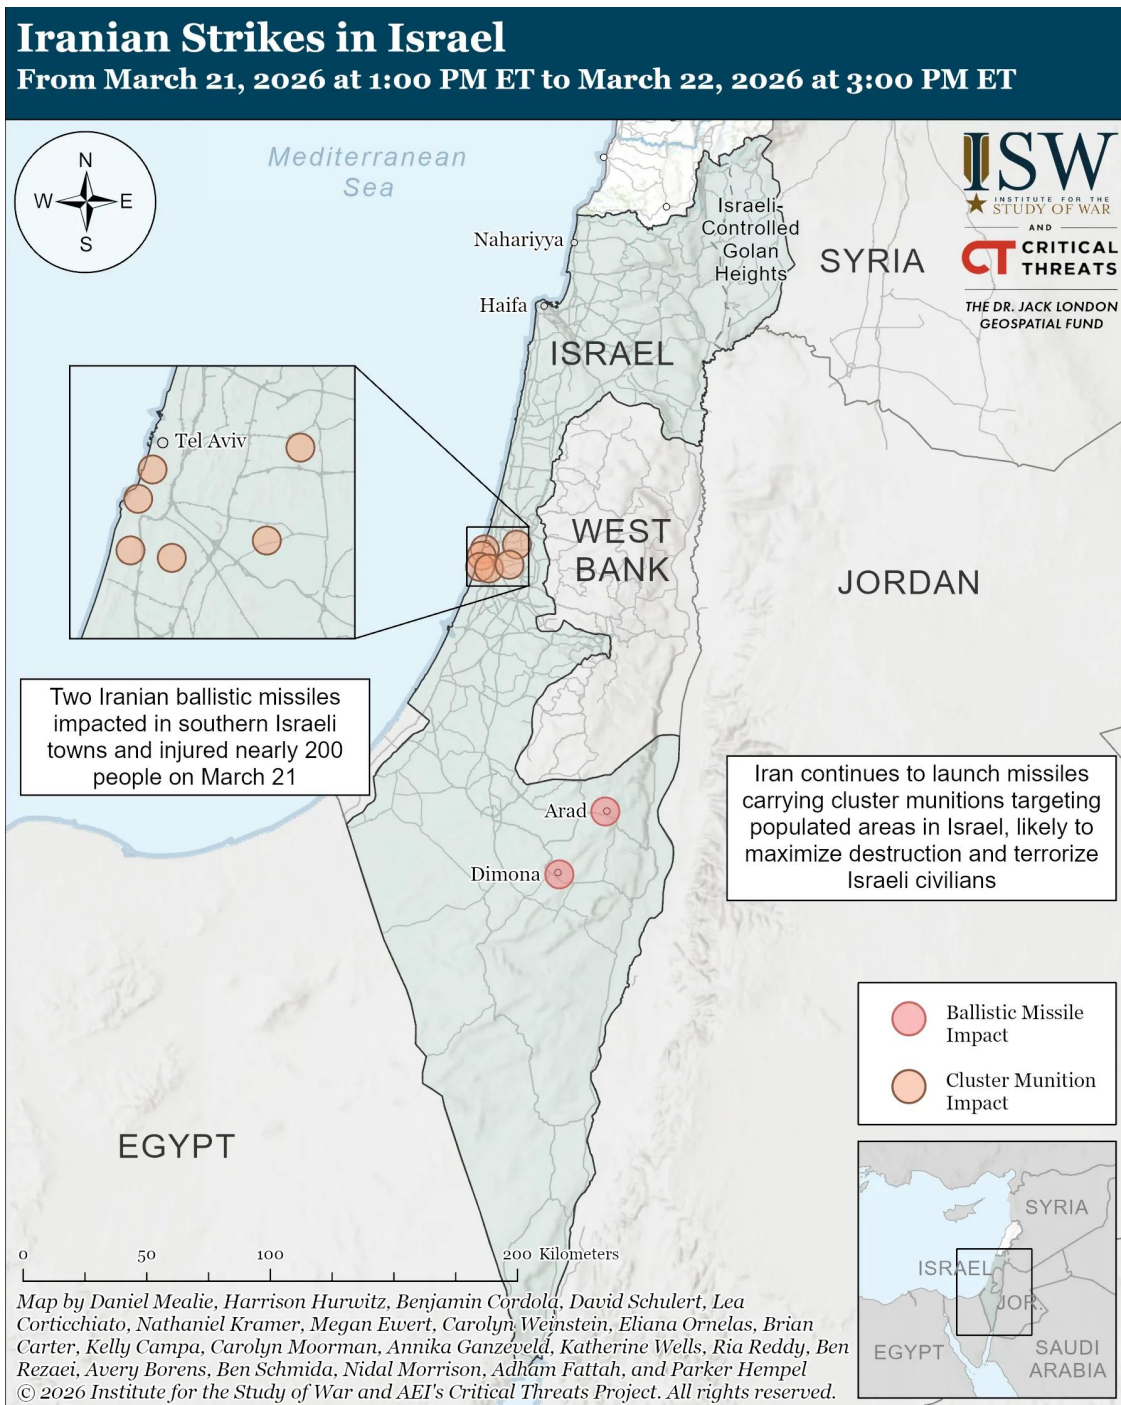 Iranian Strikes in Israel
From March 21, 2026 at 1:00 PM ET to March 22, 2026 at 3:00 PM ET
N
W
E
S
Mediterranean
Sea
ISW
INSTITUTE FOR THE
STUDY OF WAR
AND
CT CRITICAL
THREATS
THE DR. JACK LONDON
GEOSPATIAL FUND
Israeli-
Controlled
Golan
Heights
Nahariyya
SYRIA
Haifa
ISRAEL
Tel Aviv
WEST
BANK
JORDAN
Two Iranian ballistic missiles
impacted in southern Israeli
towns and injured nearly 200
people on March 21
Iran continues to launch missiles
carrying cluster munitions targeting
populated areas in Israel, likely to
maximize destruction and terrorize
Israeli civilians
Arad
Dimona
Ballistic Missile
Impact
Cluster Munition
Impact
EGYPT
SYRIA
ISRAEL
JOR.
EGYPT
SAUDI
ARABIA
0 50 100 200 Kilometers
Map by Daniel Mealie, Harrison Hurwitz, Benjamin Cordola, David Schulert, Lea
Corticchiato, Nathaniel Kramer, Megan Ewert, Carolyn Weinstein, Eliana Ornelas, Brian
Carter, Kelly Campa, Carolyn Moorman, Annika Ganzeveld, Katherine Wells, Ria Reddy, Ben
Rezaei, Avery Borens, Ben Schmida, Nidal Morrison, Adham Fattah, and Parker Hempel
© 2026 Institute for the Study of War and AEI's Critical Threats Project. All rights reserved.